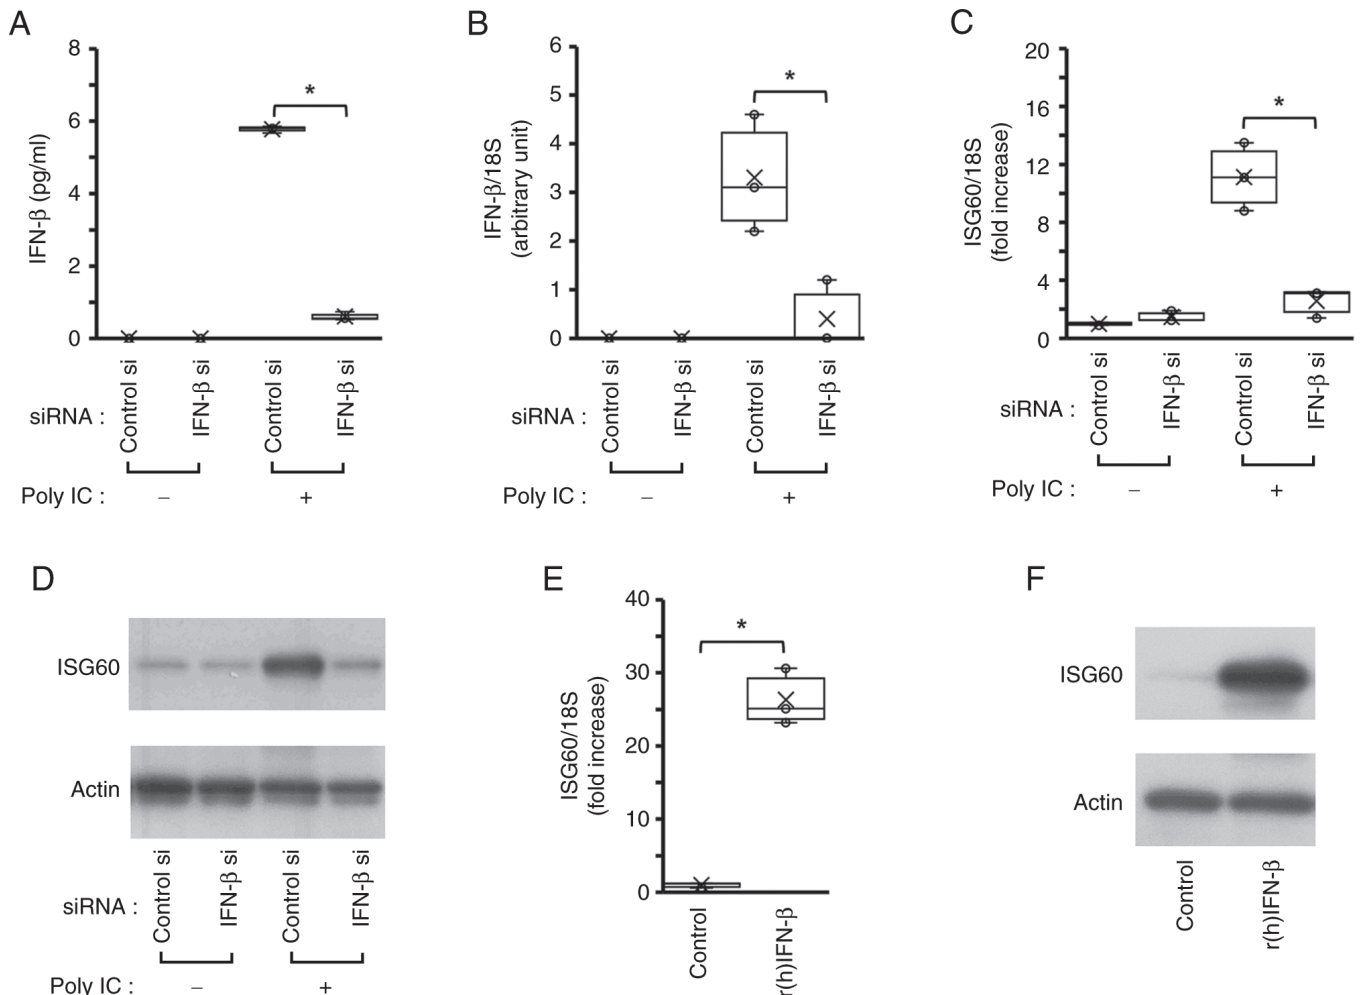 A
IFN-β (pg/ml)
8
6
4
2
0
*
siRNA :
Control si
IFN-β si
Control si
IFN-β si
Poly IC :
–
+
B
IFN-β/18S
(arbitrary unit)
6
5
4
3
2
1
0
*
siRNA :
Control si
IFN-β si
Control si
IFN-β si
Poly IC :
–
+
C
ISG60/18S
(fold increase)
20
16
12
8
4
0
*
siRNA :
Control si
IFN-β si
Control si
IFN-β si
Poly IC :
–
+
D
ISG60
Actin
siRNA :
Control si
IFN-β si
Control si
IFN-β si
Poly IC :
–
+
E
ISG60/18S
(fold increase)
40
30
20
10
0
*
Control
r(h)IFN-β
F
ISG60
Actin
Control
r(h)IFN-β